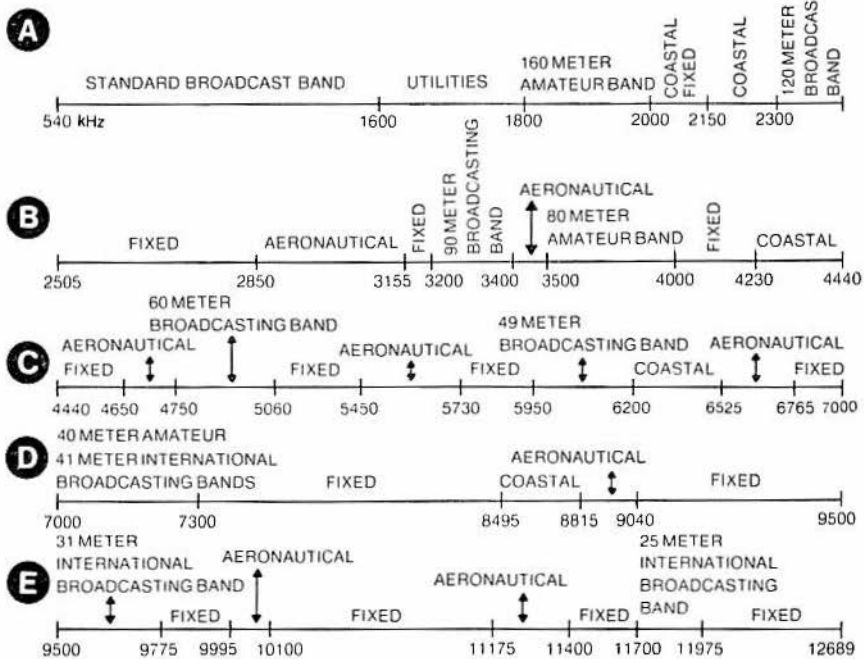 A
STANDARD BROADCAST BAND
UTILITIES
160 METER
AMATEUR BAND
COASTAL
FIXED
COASTAL
120 METER
BROADCAS
BAND
540 kHz 1600 1800 2000 2150 2300
B
FIXED
AERONAUTICAL
FIXED
90 METER
BROADCASTING
BAND
AERONAUTICAL
80 METER
AMATEUR BAND
FIXED
COASTAL
2505 2850 3155 3200 3400 3500 4000 4230 4440
C
FIXED
AERONAUTICAL
60 METER
BROADCASTING BAND
FIXED
AERONAUTICAL
FIXED
49 METER
BROADCASTING BAND
COASTAL
AERONAUTICAL
FIXED
4440 4650 4750 5060 5450 5730 5950 6200 6525 6765 7000
D
40 METER AMATEUR
41 METER INTERNATIONAL
BROADCASTING BANDS
FIXED
COASTAL
AERONAUTICAL
FIXED
7000 7300 8495 8815 9040 9500
E
31 METER
INTERNATIONAL
BROADCASTING BAND
FIXED
AERONAUTICAL
FIXED
AERONAUTICAL
FIXED
25 METER
INTERNATIONAL
BROADCASTING
BAND
FIXED
9500 9775 9995 10100 11175 11400 11700 11975 12689